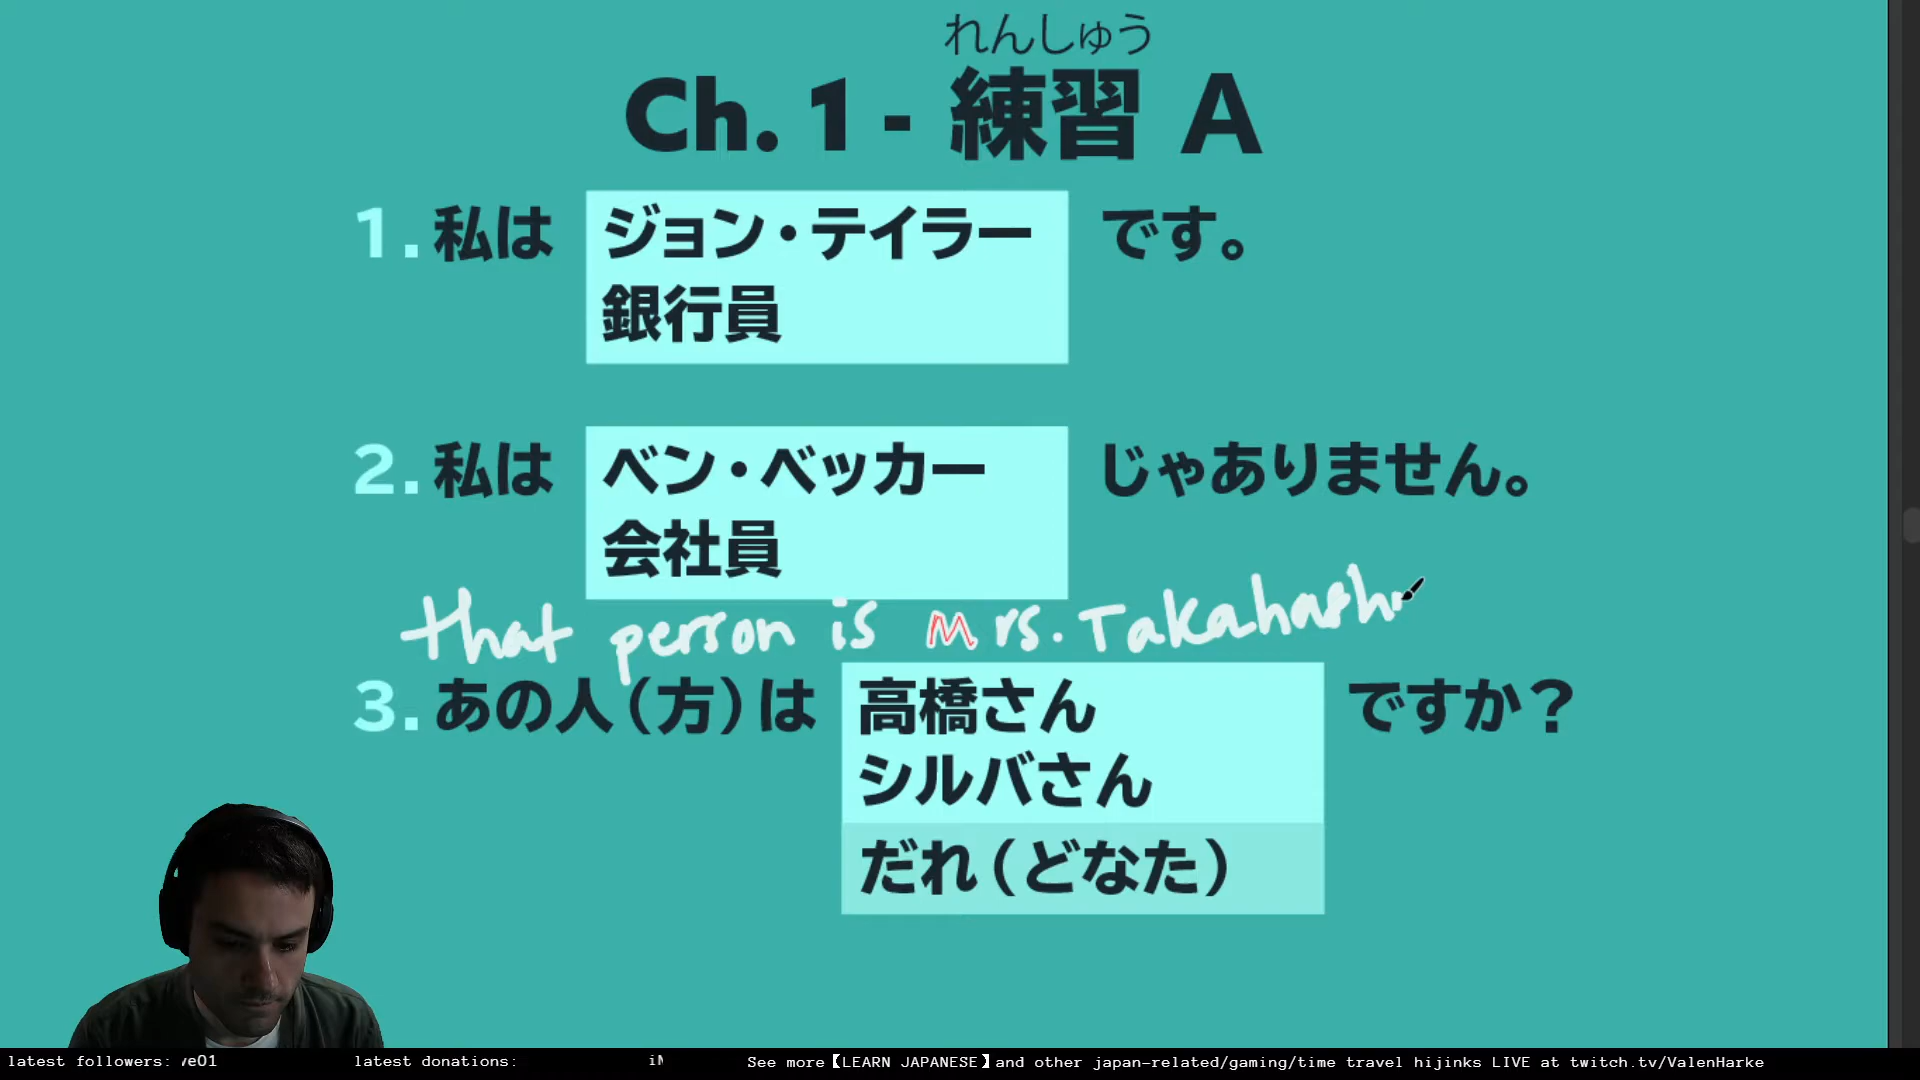 れんしゅう
Ch. 1 - 練習 A
1. 私は ジョン・テイラー です。
銀行員
2. 私は ベン・ベッカー じゃありません。
会社員
that person is Mrs. Takahashi
3. あの人(方)は 高橋さん ですか?
シルバさん
だれ(どなた)
latest followers: ve01 latest donations: See more【LEARN JAPANESE】and other japan-related/gaming/time travel hijinks LIVE at twitch.tv/ValenHarke